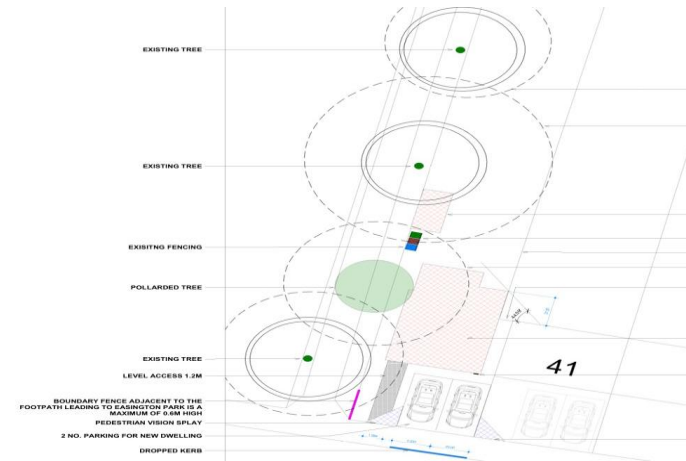 EXISTING TREE
EXISTING TREE
EXISITNG FENCING
POLLARDED TREE
EXISTING TREE
LEVEL ACCESS 1.2M
BOUNDARY FENCE ADJACENT TO THE
FOOTPATH LEADING TO EASINGTON PARK IS A
MAXIMUM OF 0.6M HIGH
PEDESTRIAN VISION SPLAY
2 NO. PARKING FOR NEW DWELLING
DROPPED KERB
41